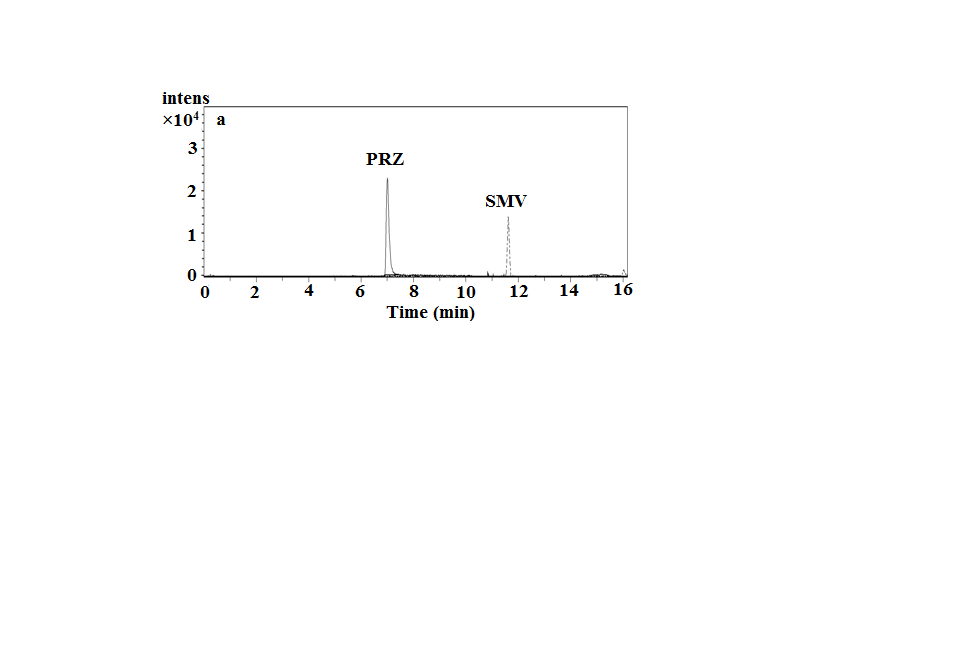 intens
×10⁴
a
3
PRZ
2
SMV
1
0
0 2 4 6 8 10 12 14 16
Time (min)